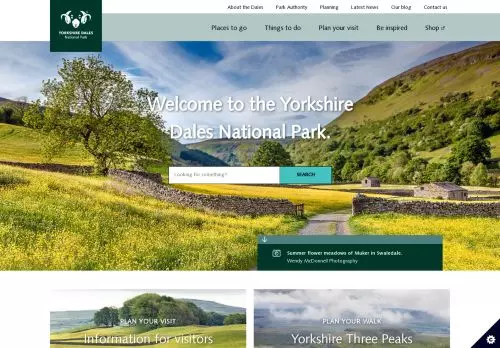 About the Dales Park Authority Planning Latest News Our blog Contact us
YORKSHIRE DALES
National Park
Places to go Things to do Plan your visit Be inspired Shop
Welcome to the Yorkshire
Dales National Park.
Looking for something? SEARCH
Summer flower meadows of Muker in Swaledale.
Wendy McDonnell Photography
PLAN YOUR VISIT
Information for visitors
PLAN YOUR WALK
Yorkshire Three Peaks